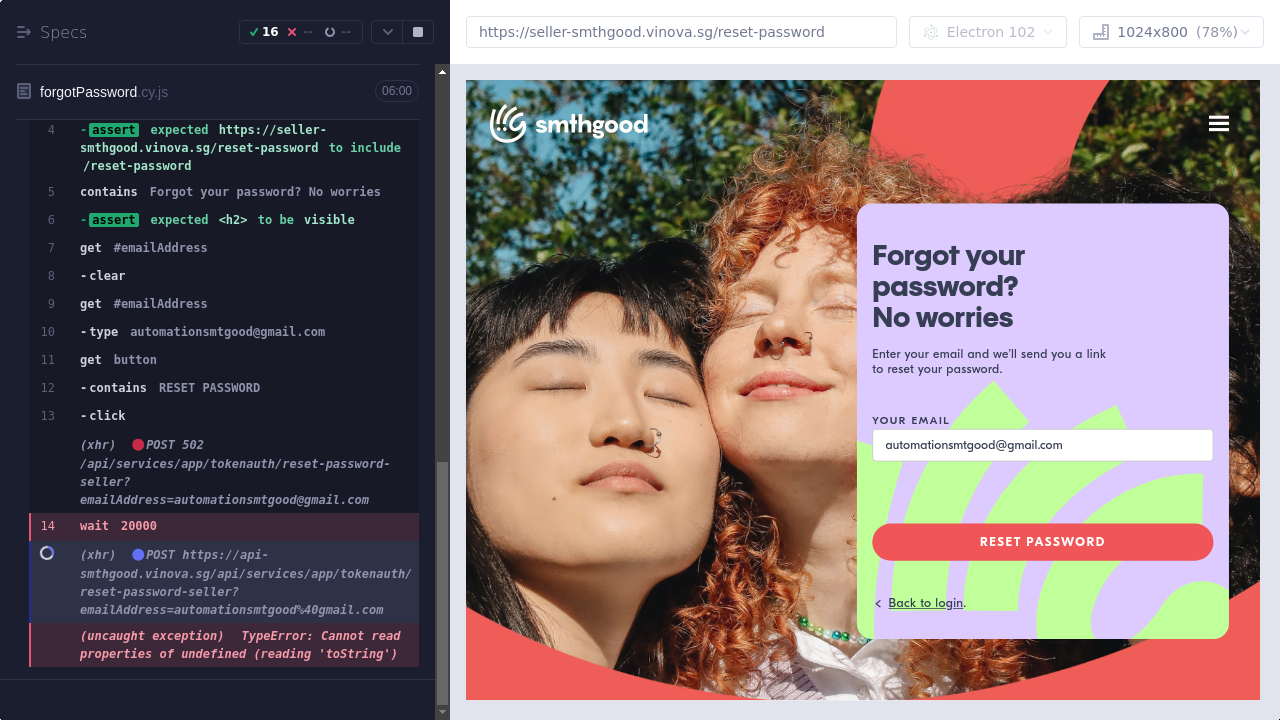 Specs
16
--
--
https://seller-smthgood.vinova.sg/reset-password
Electron 102
1024x800 (78%)
forgotPassword.cy.js
06:00
4 -assert expected https://seller-
smthgood.vinova.sg/reset-password to include
/reset-password
5 contains Forgot your password? No worries
6 -assert expected <h2> to be visible
7 get #emailAddress
8 -clear
9 get #emailAddress
10 -type automationsmtgood@gmail.com
11 get button
12 -contains RESET PASSWORD
13 -click
(xhr) POST 502
/api/services/app/tokenauth/reset-password-
seller?
emailAddress=automationsmtgood@gmail.com
14 wait 20000
(xhr) POST https://api-
smthgood.vinova.sg/api/services/app/tokenauth/
reset-password-seller?
emailAddress=automationsmtgood%40gmail.com
(uncaught exception) TypeError: Cannot read
properties of undefined (reading 'toString')
smthgood
Forgot your
password?
No worries
Enter your email and we'll send you a link
to reset your password.
YOUR EMAIL
automationsmtgood@gmail.com
RESET PASSWORD
< Back to login.